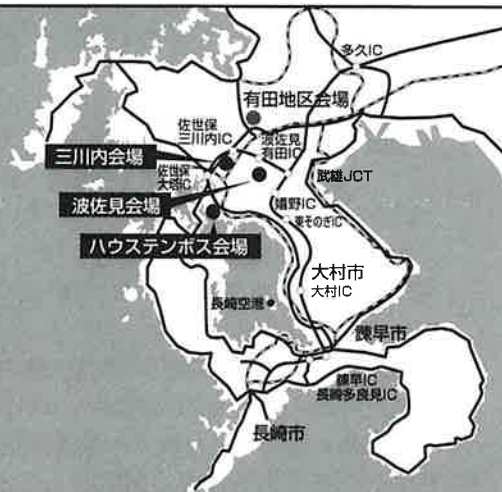 多久IC
有田地区会場
佐世保
三川内IC
波佐見
有田IC
三川内会場
佐世保
大塔IC
武雄JCT
波佐見会場
嬉野IC
東そのぎIC
ハウステンボス会場
大村市
大村IC
長崎空港
諫早市
諫早IC
長崎多良見IC
長崎市